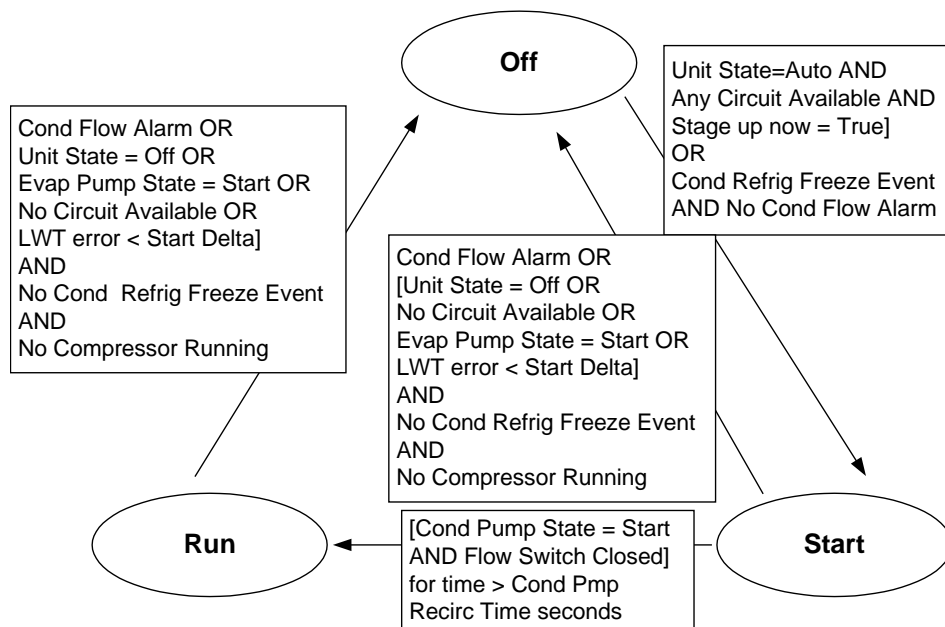 Off
Unit State=Auto AND
Any Circuit Available AND
Stage up now = True]
OR
Cond Refrig Freeze Event
AND No Cond Flow Alarm
Cond Flow Alarm OR
Unit State = Off OR
Evap Pump State = Start OR
No Circuit Available OR
LWT error < Start Delta]
AND
No Cond  Refrig Freeze Event
AND
No Compressor Running
Cond Flow Alarm OR
[Unit State = Off OR
No Circuit Available OR
Evap Pump State = Start OR
LWT error < Start Delta]
AND
No Cond Refrig Freeze Event
AND
No Compressor Running
Run
[Cond Pump State = Start
AND Flow Switch Closed]
for time > Cond Pmp
Recirc Time seconds
Start